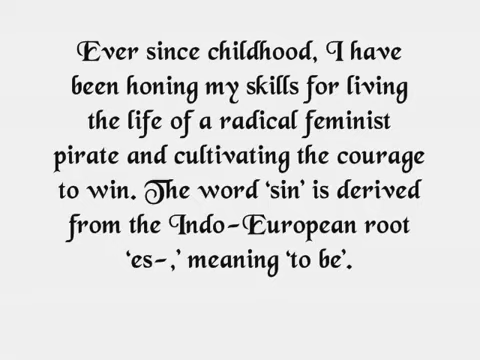 Ever since childhood, I have
been honing my skills for living
the life of a radical feminist
pirate and cultivating the courage
to win. The word ‘sin’ is derived
from the Indo-European root
‘es-,’ meaning ‘to be’.